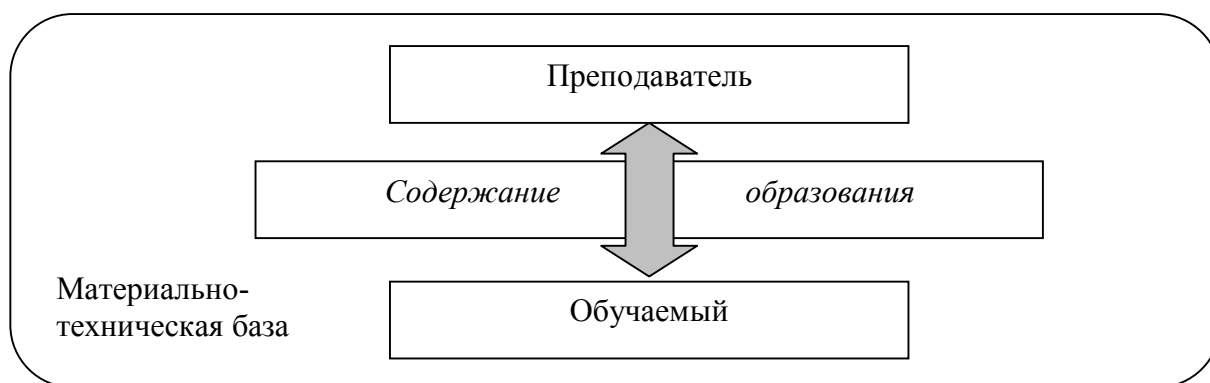 Преподаватель
Содержание образования
Обучаемый
Материально-
техническая база